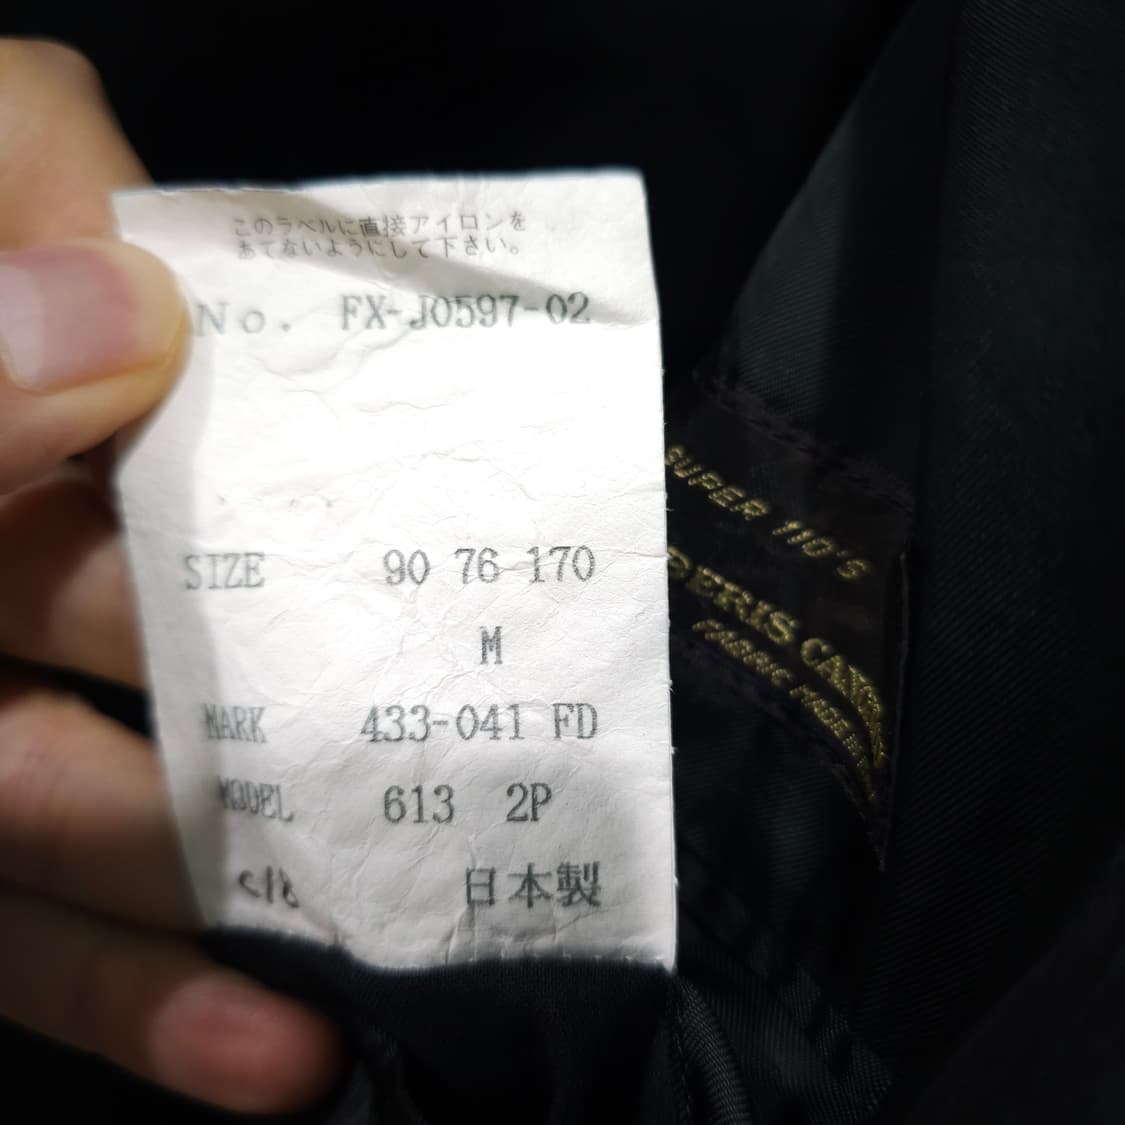 このラベルに直接アイロンを
あてないようにして下さい。
No. FX-J0597-02
SIZE 90 76 170
M
MARK 433-041 FD
MODEL 613 2P
日本製
SUPER 110'S
FABRIC MADE